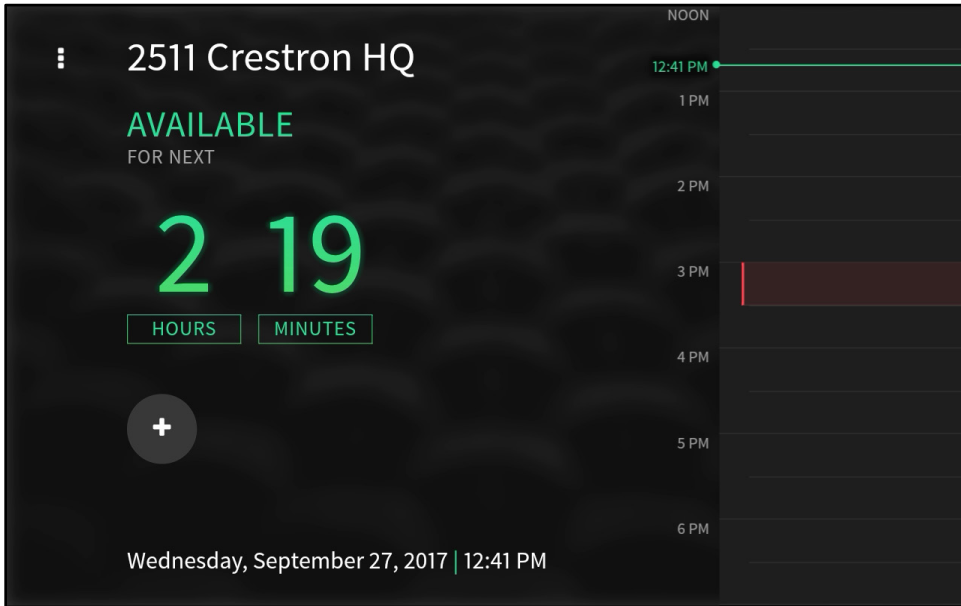 2511 Crestron HQ
AVAILABLE
FOR NEXT
2 19
HOURS MINUTES
Wednesday, September 27, 2017 | 12:41 PM
NOON
12:41 PM
1 PM
2 PM
3 PM
4 PM
5 PM
6 PM